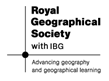 Royal
Geographical
Society
with IBG
Advancing geography
and geographical learning